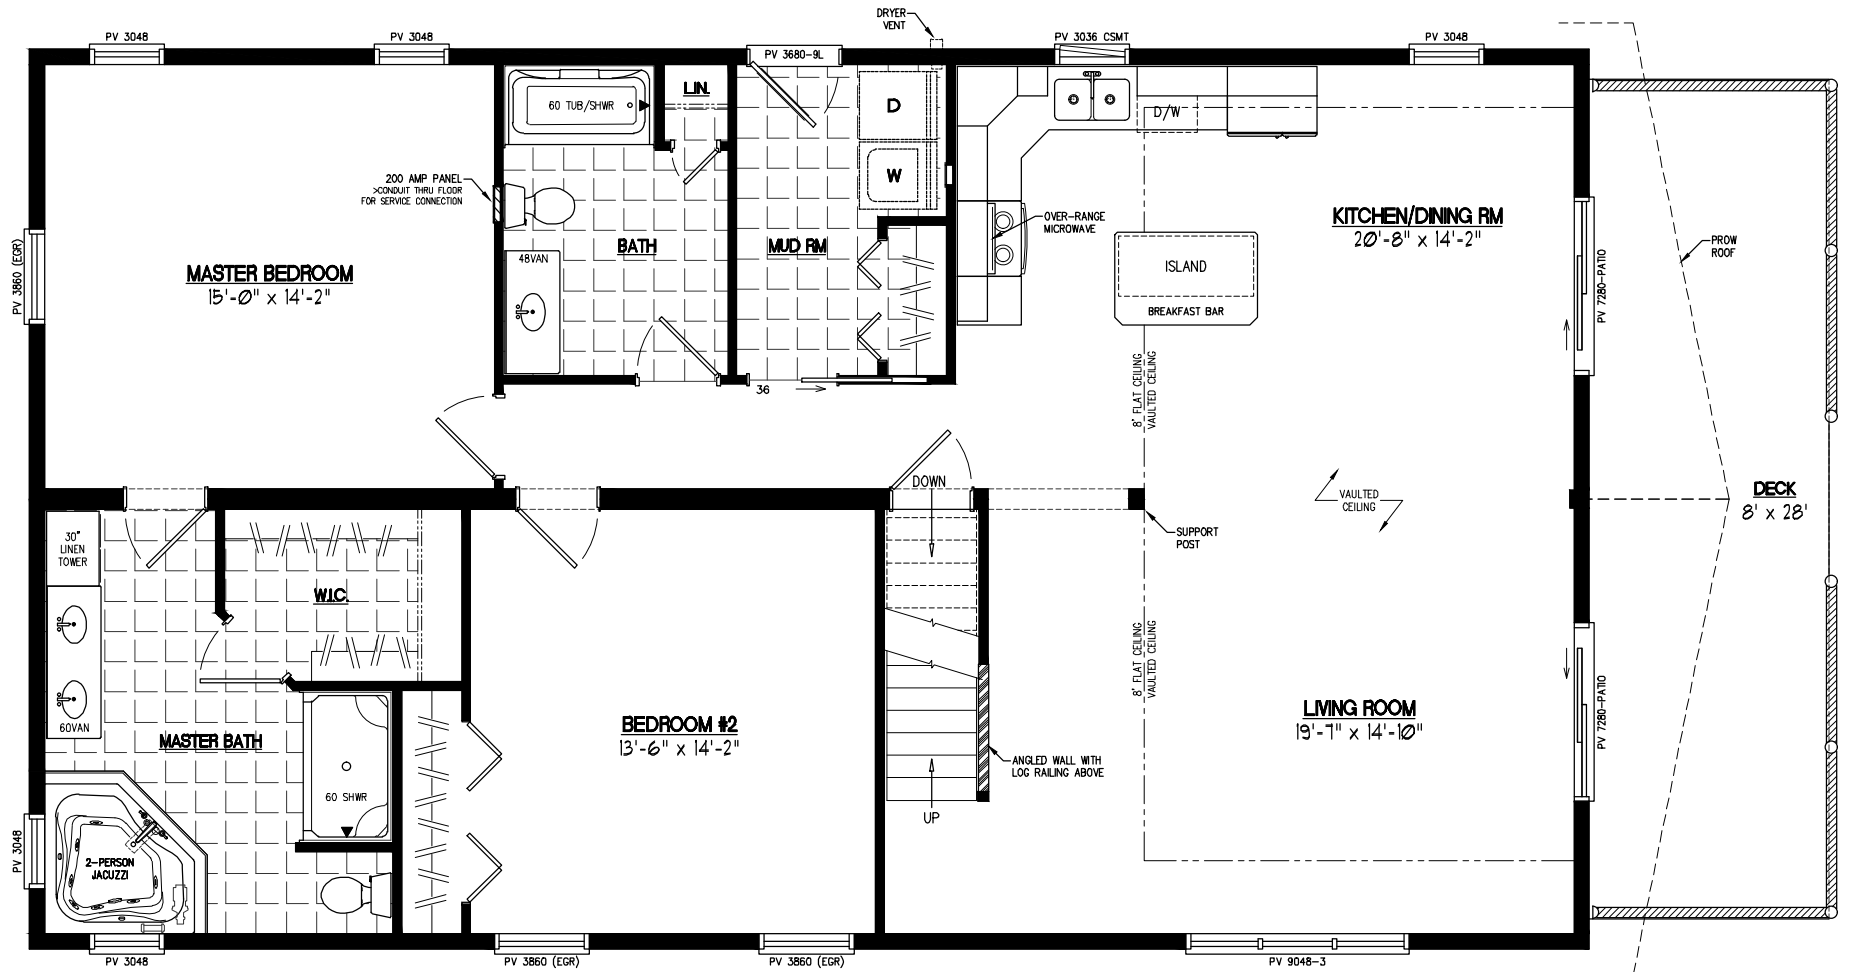 DRYER
VENT
PV 3048
PV 3048
PV 3680-9L
PV 3036 CSMT
PV 3048
60 TUB/SHWR
LIN.
D
D/W
W
200 AMP PANEL
>CONDUIT THRU FLOOR
FOR SERVICE CONNECTION
OVER-RANGE
MICROWAVE
KITCHEN/DINING RM
20'-8" x 14'-2"
PROW
ROOF
PV 3860 (EGR)
MASTER BEDROOM
15'-0" x 14'-2"
BATH
48VAN
MUD RM
ISLAND
BREAKFAST BAR
PV 7280-PATIO
36
8' FLAT CEILING
VAULTED CEILING
DOWN
VAULTED
CEILING
DECK
8' x 28'
SUPPORT
POST
30"
LINEN
TOWER
W.I.C.
8' FLAT CEILING
VAULTED CEILING
60VAN
MASTER BATH
BEDROOM #2
13'-6" x 14'-2"
LIVING ROOM
19'-7" x 14'-10"
PV 7280-PATIO
ANGLED WALL WITH
LOG RAILING ABOVE
60 SHWR
UP
PV 3048
2-PERSON
JACUZZI
PV 3048
PV 3860 (EGR)
PV 3860 (EGR)
PV 9048-3